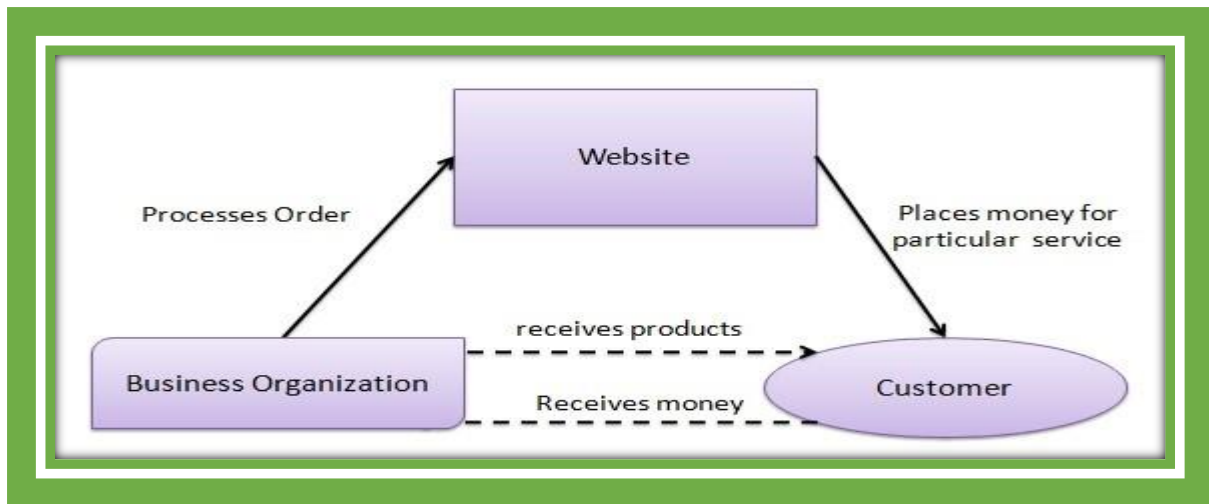 Website
Processes Order
Places money for
particular service
receives products
Business Organization
Receives money
Customer